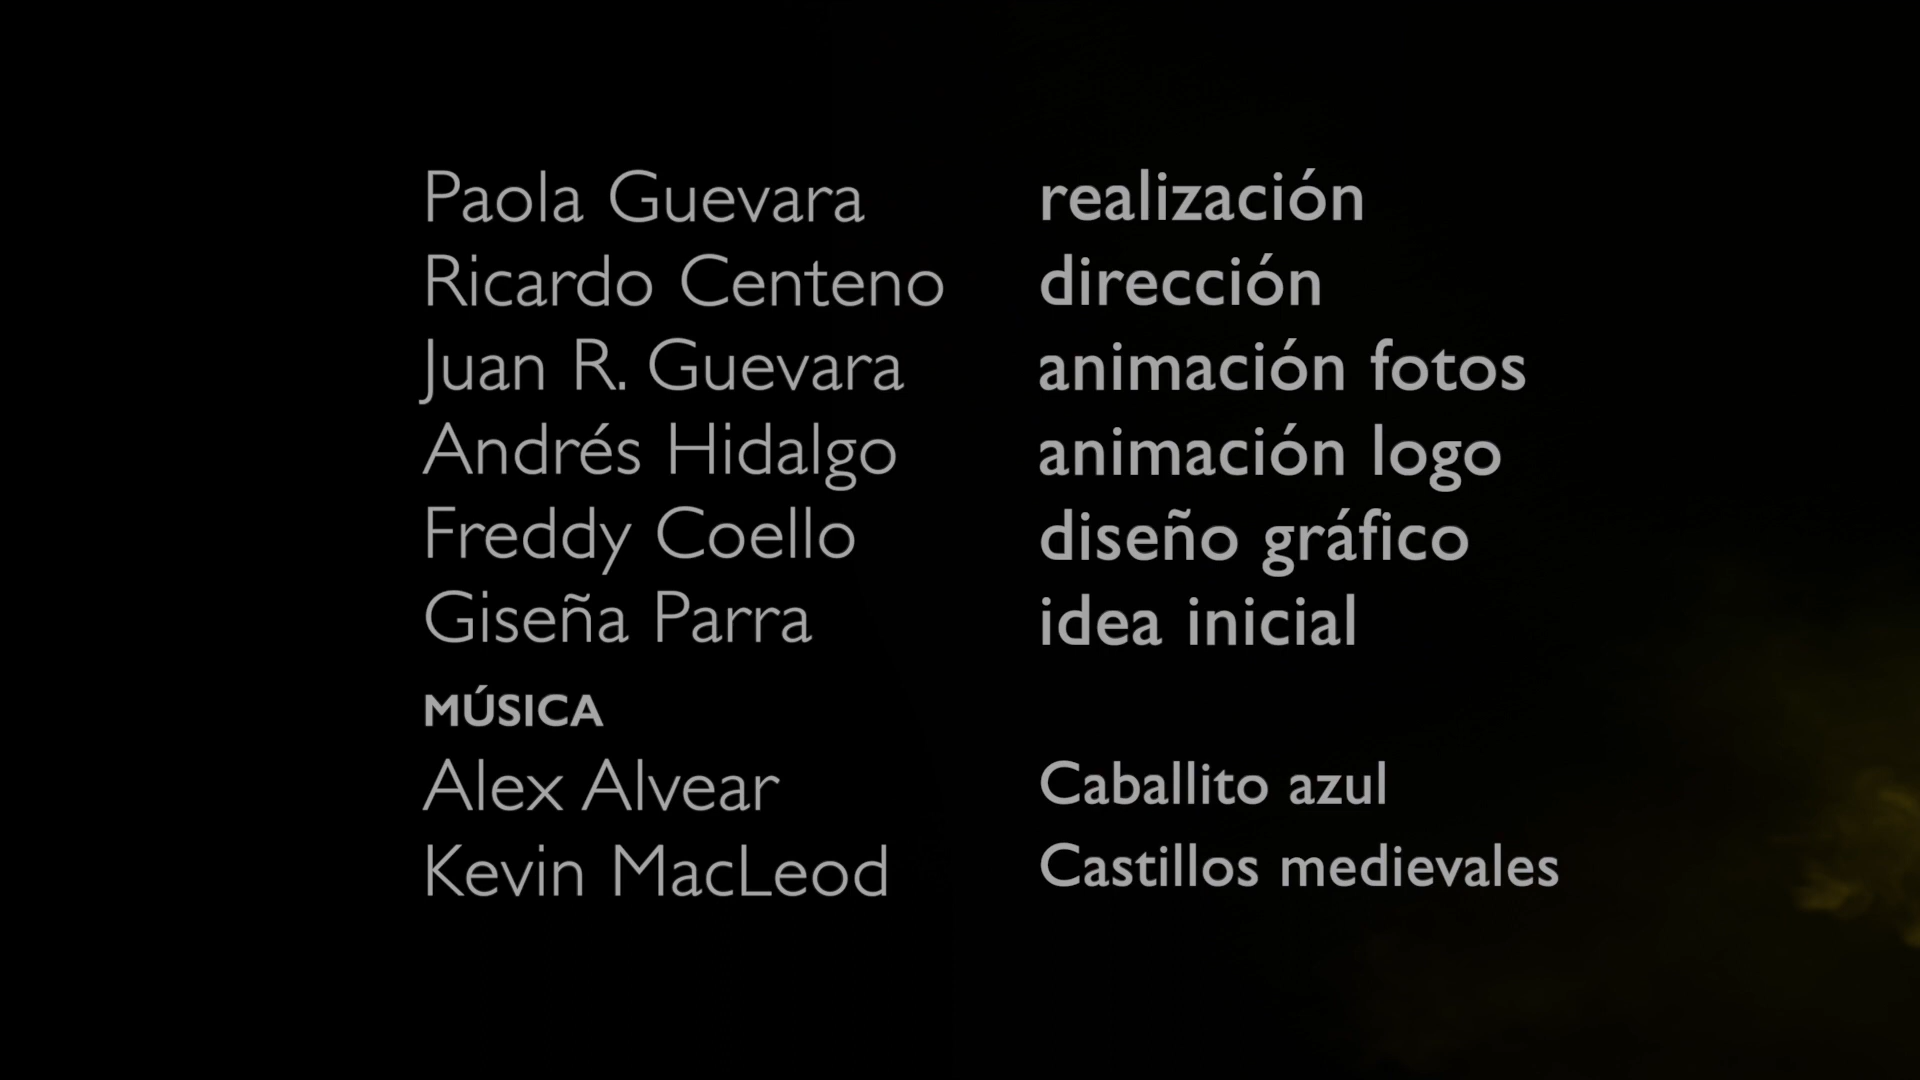 Paola Guevara realización
Ricardo Centeno dirección
Juan R. Guevara animación fotos
Andrés Hidalgo animación logo
Freddy Coello diseño gráfico
Giseña Parra idea inicial
MÚSICA
Alex Alvear Caballito azul
Kevin MacLeod Castillos medievales